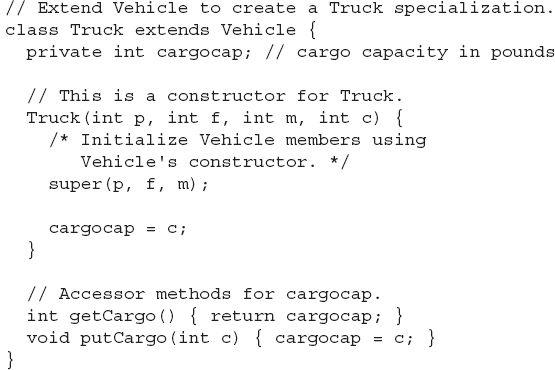 // Extend Vehicle to create a Truck specialization.
class Truck extends Vehicle {
  private int cargocap; // cargo capacity in pounds

  // This is a constructor for Truck.
  Truck(int p, int f, int m, int c) {
    /* Initialize Vehicle members using
       Vehicle's constructor. */
    super(p, f, m);

    cargocap = c;
  }

  // Accessor methods for cargocap.
  int getCargo() { return cargocap; }
  void putCargo(int c) { cargocap = c; }
}